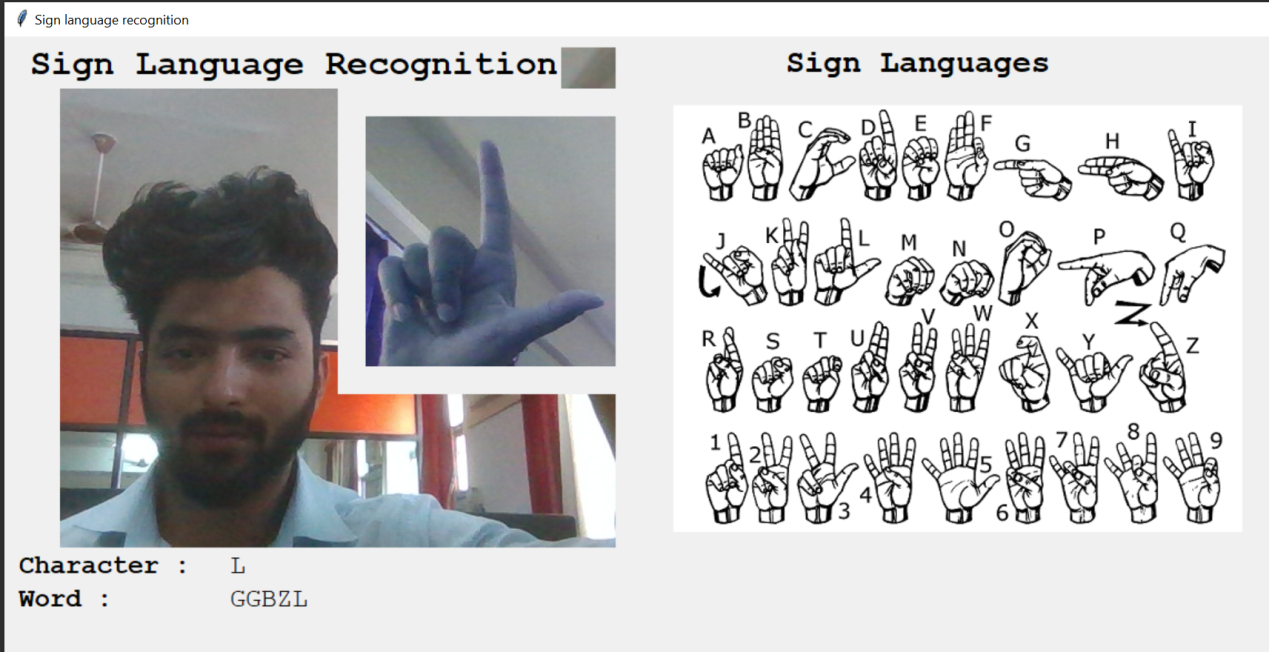 Sign language recognition
Sign Language Recognition
Character : L
Word : GGBZL
Sign Languages
A B C D E F G H I
J K L M N O P Q
R S T U V W X Y Z
1 2 3 4 5 6 7 8 9